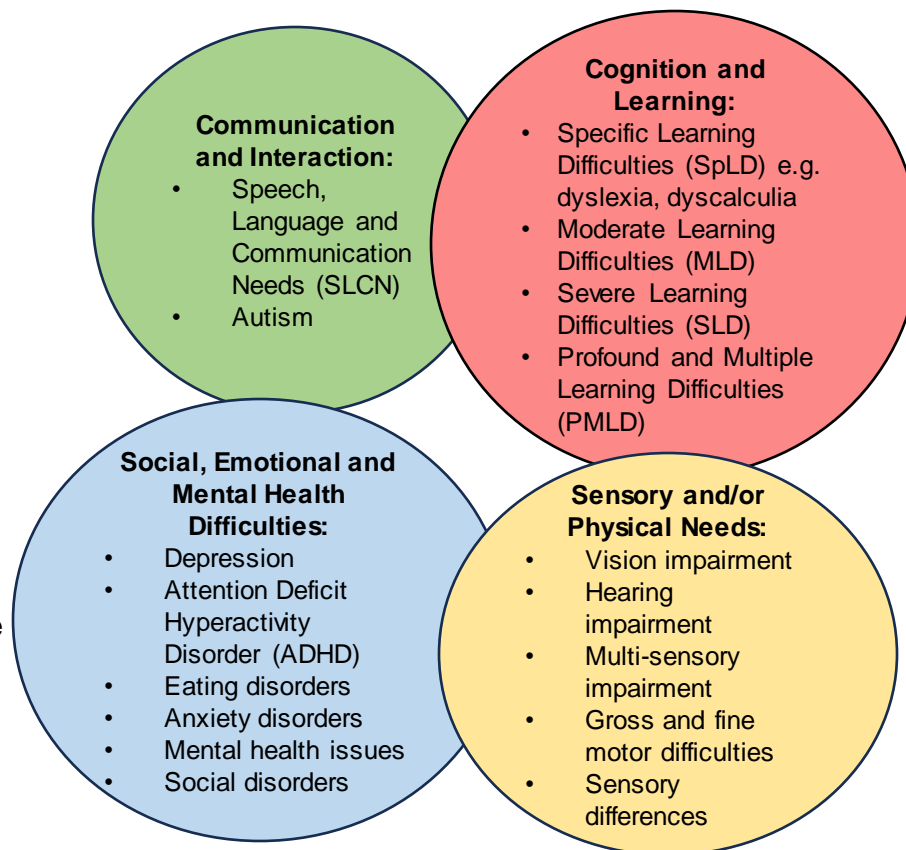 Communication
and Interaction:
• Speech,
Language and
Communication
Needs (SLCN)
• Autism
Cognition and
Learning:
• Specific Learning
Difficulties (SpLD) e.g.
dyslexia, dyscalculia
• Moderate Learning
Difficulties (MLD)
• Severe Learning
Difficulties (SLD)
• Profound and Multiple
Learning Difficulties
(PMLD)
Social, Emotional and
Mental Health
Difficulties:
• Depression
• Attention Deficit
Hyperactivity
Disorder (ADHD)
• Eating disorders
• Anxiety disorders
• Mental health issues
• Social disorders
Sensory and/or
Physical Needs:
• Vision impairment
• Hearing
impairment
• Multi-sensory
impairment
• Gross and fine
motor difficulties
• Sensory
differences